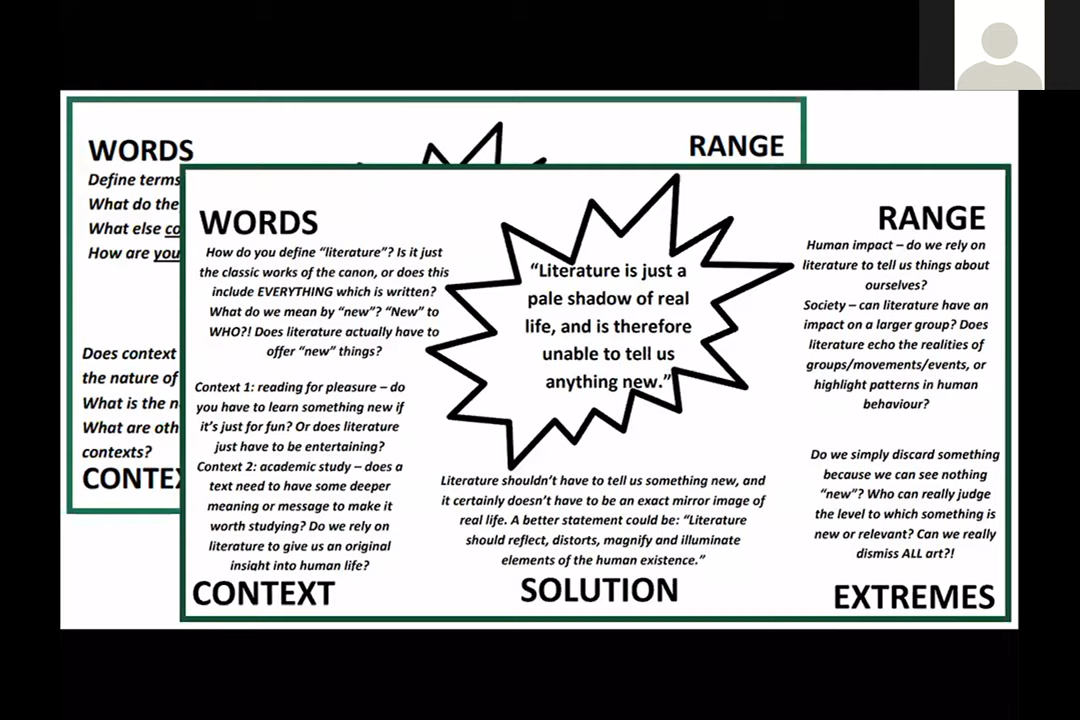 WORDS
Define terms
What do the
What else co
How are you
RANGE
Does context
the nature of
What is the n
What are oth
contexts?
CONTEX
WORDS
How do you define “literature”? Is it just
the classic works of the canon, or does this
include EVERYTHING which is written?
What do we mean by “new”? “New” to
WHO?! Does literature actually have to
offer “new” things?
Context 1: reading for pleasure – do
you have to learn something new if
it’s just for fun? Or does literature
just have to be entertaining?
Context 2: academic study – does a
text need to have some deeper
meaning or message to make it
worth studying? Do we rely on
literature to give us an original
insight into human life?
CONTEXT
“Literature is just a
pale shadow of real
life, and is therefore
unable to tell us
anything new.”
Literature shouldn’t have to tell us something new, and
it certainly doesn’t have to be an exact mirror image of
real life. A better statement could be: “Literature
should reflect, distorts, magnify and illuminate
elements of the human existence.”
SOLUTION
RANGE
Human impact – do we rely on
literature to tell us things about
ourselves?
Society – can literature have an
impact on a larger group? Does
literature echo the realities of
groups/movements/events, or
highlight patterns in human
behaviour?
Do we simply discard something
because we can see nothing
“new”? Who can really judge
the level to which something is
new or relevant? Can we really
dismiss ALL art?!
EXTREMES